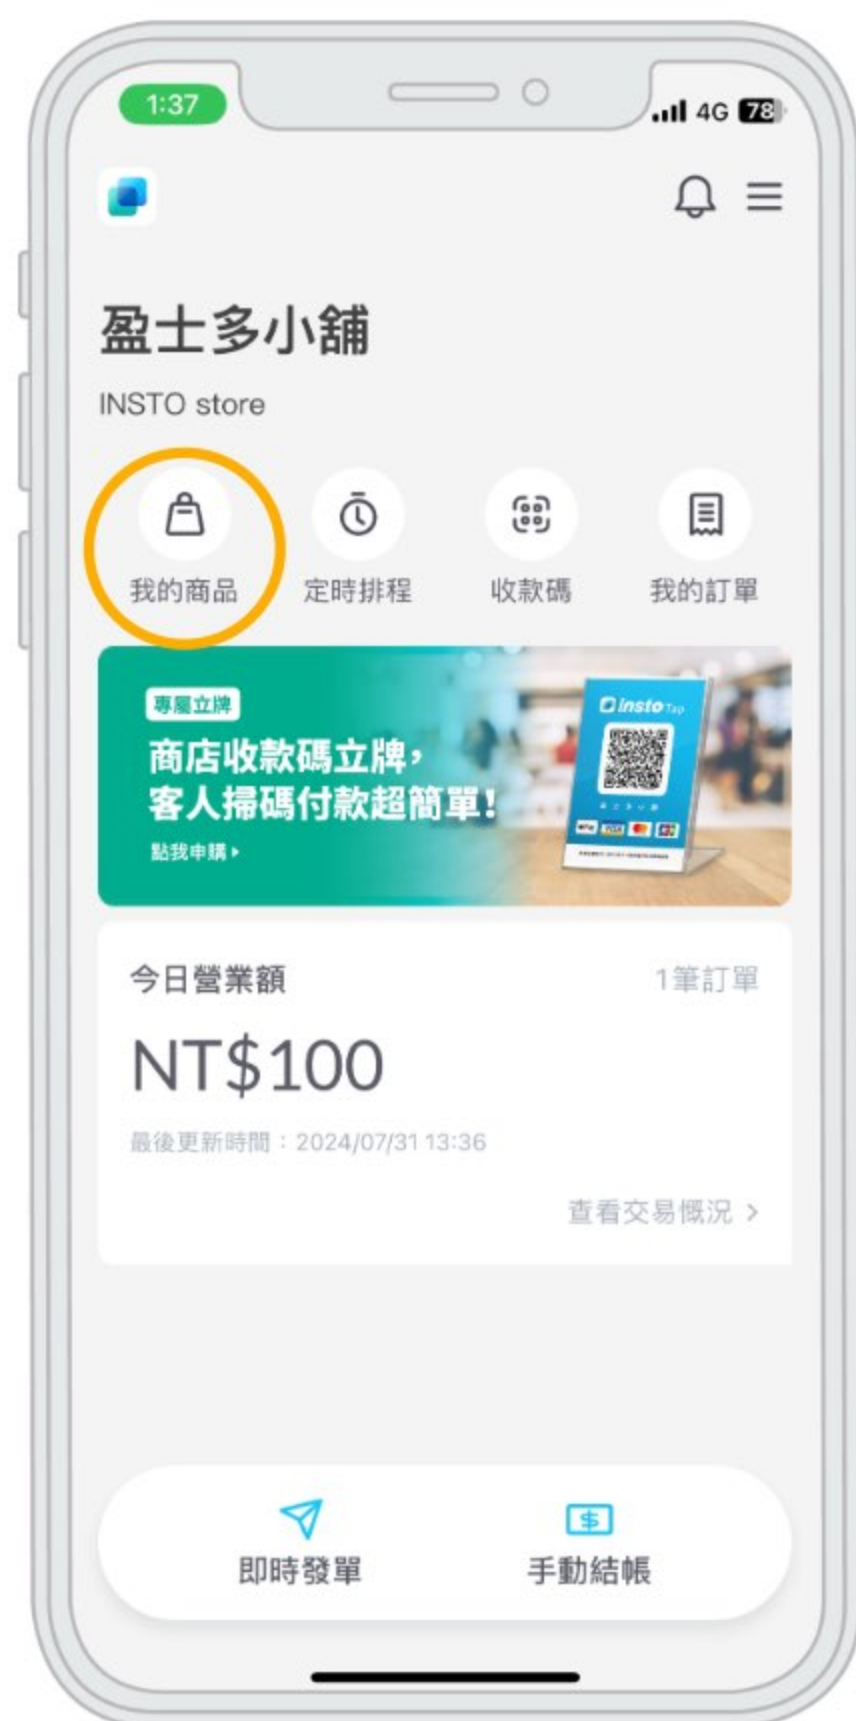 1:37
4G 78
盈士多小舖
INSTO store
我的商品
定時排程
收款碼
我的訂單
專屬立牌
insto Tap
商店收款碼立牌,
客人掃碼付款超簡單!
點我申購
VISA
今日營業額
1筆訂單
NT$100
最後更新時間：2024/07/31 13:36
查看交易慨況
即時發單
手動結帳